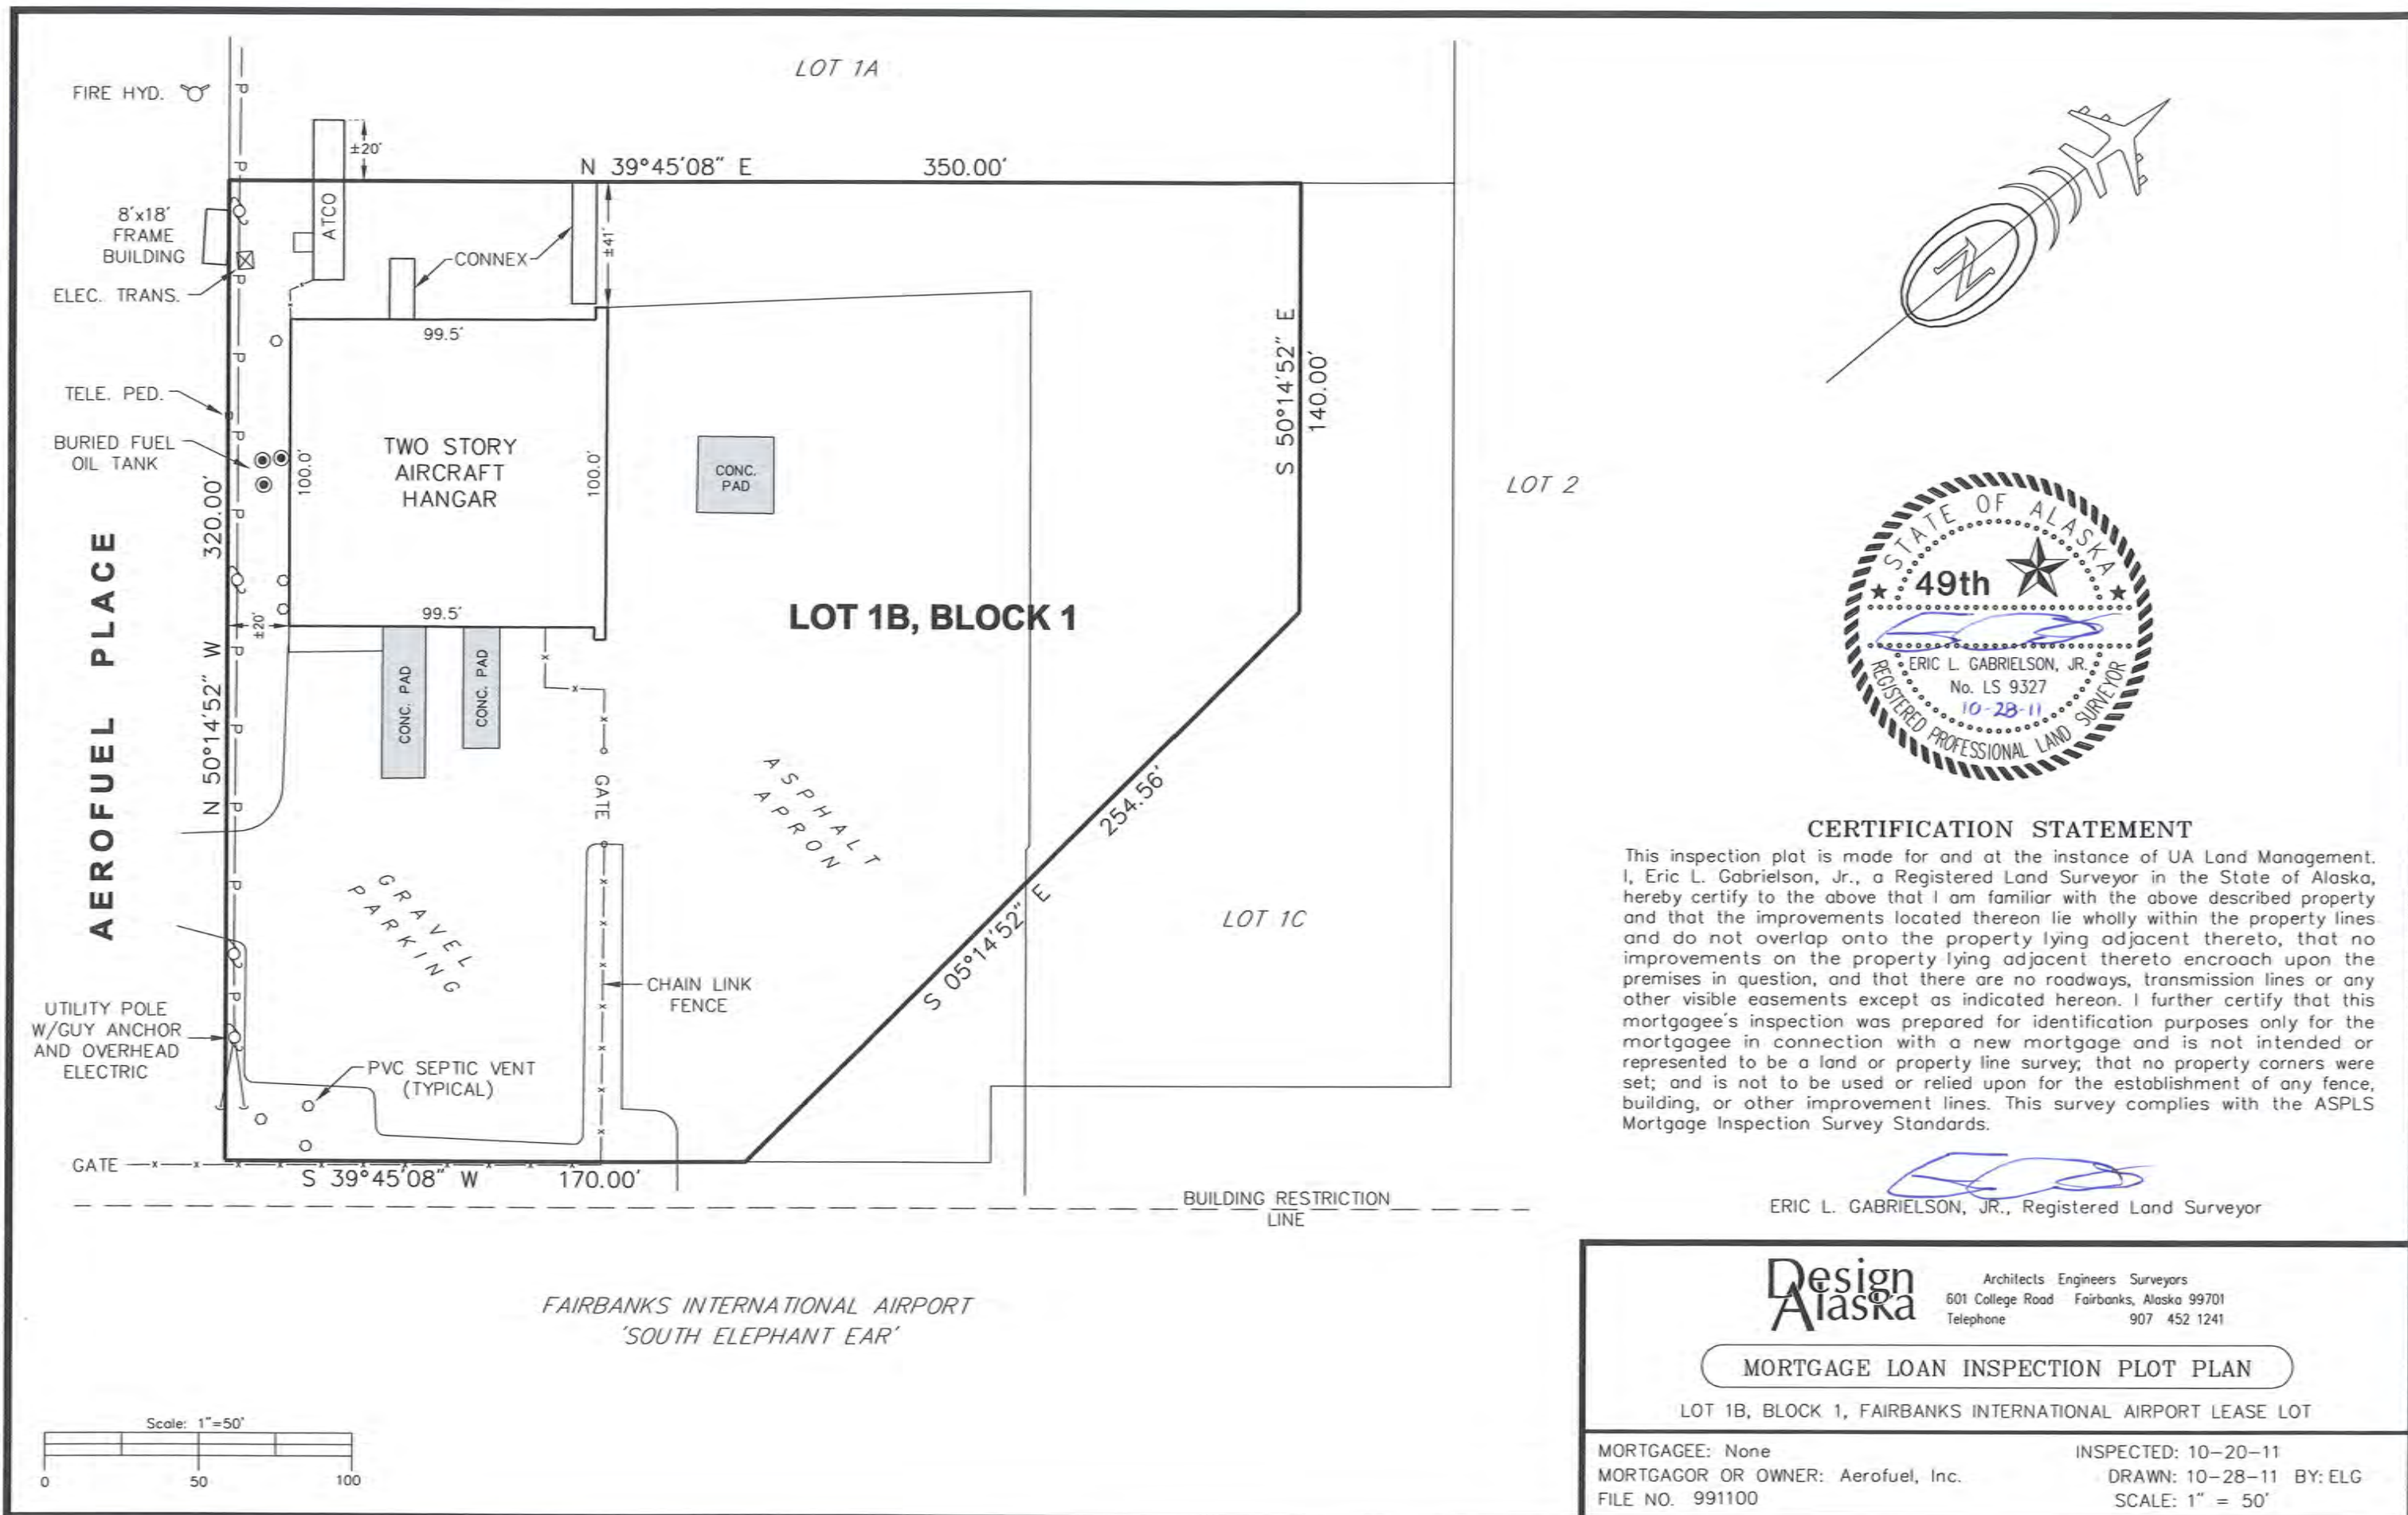 LOT 1A
FIRE HYD.
±20'
N 39°45'08" E 350.00'
8'x18'
FRAME
BUILDING
ATCO
±41'
CONNEX
ELEC. TRANS.
99.5'
S 50°14'52" E
140.00'
TELE. PED.
BURIED FUEL
OIL TANK
100.0'
TWO STORY
AIRCRAFT
HANGAR
100.0'
CONC.
PAD
LOT 2
AEROFUEL PLACE
N 50°14'52" W 320.00'
±20'
99.5'
LOT 1B, BLOCK 1
CONC. PAD
CONC. PAD
GATE
ASPHALT
APRON
254.56'
S 05°14'52" E
GRAVEL
PARKING
LOT 1C
CHAIN LINK
FENCE
UTILITY POLE
W/GUY ANCHOR
AND OVERHEAD
ELECTRIC
PVC SEPTIC VENT
(TYPICAL)
GATE
S 39°45'08" W 170.00'
BUILDING RESTRICTION
LINE
FAIRBANKS INTERNATIONAL AIRPORT
'SOUTH ELEPHANT EAR'
Scale: 1"=50'
0 50 100
N
STATE OF ALASKA
49th
ERIC L. GABRIELSON, JR.
No. LS 9327
10-28-11
REGISTERED PROFESSIONAL LAND SURVEYOR
CERTIFICATION STATEMENT
This inspection plat is made for and at the instance of UA Land Management.
I, Eric L. Gabrielson, Jr., a Registered Land Surveyor in the State of Alaska,
hereby certify to the above that I am familiar with the above described property
and that the improvements located thereon lie wholly within the property lines
and do not overlap onto the property lying adjacent thereto, that no
improvements on the property lying adjacent thereto encroach upon the
premises in question, and that there are no roadways, transmission lines or any
other visible easements except as indicated hereon. I further certify that this
mortgagee's inspection was prepared for identification purposes only for the
mortgagee in connection with a new mortgage and is not intended or
represented to be a land or property line survey; that no property corners were
set; and is not to be used or relied upon for the establishment of any fence,
building, or other improvement lines. This survey complies with the ASPLS
Mortgage Inspection Survey Standards.
ERIC L. GABRIELSON, JR., Registered Land Surveyor
Design
Alaska
Architects Engineers Surveyors
601 College Road Fairbanks, Alaska 99701
Telephone 907 452 1241
MORTGAGE LOAN INSPECTION PLOT PLAN
LOT 1B, BLOCK 1, FAIRBANKS INTERNATIONAL AIRPORT LEASE LOT
MORTGAGEE: None
MORTGAGOR OR OWNER: Aerofuel, Inc.
FILE NO. 991100
INSPECTED: 10-20-11
DRAWN: 10-28-11 BY: ELG
SCALE: 1" = 50'